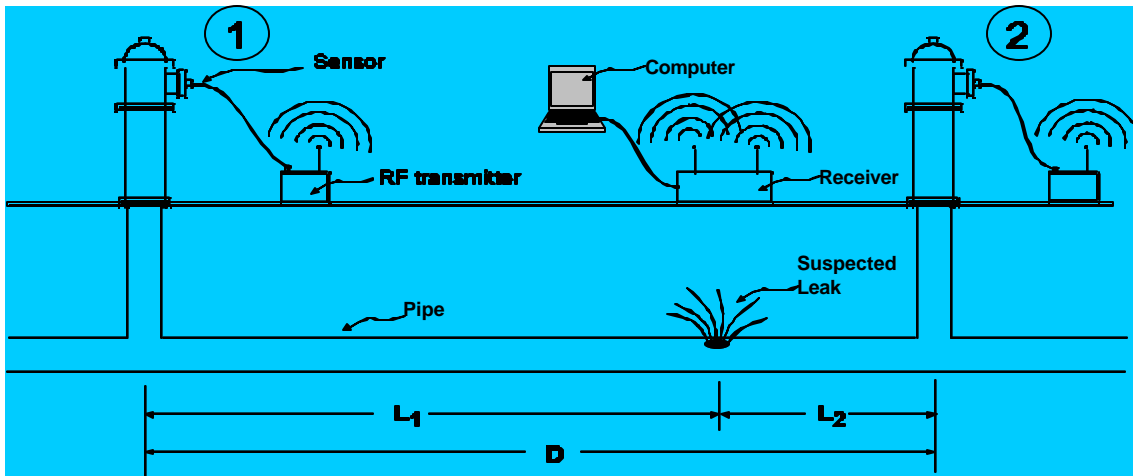 1
2
Sensor
Computer
RF transmitter
Receiver
Suspected
Leak
Pipe
L1
L2
D